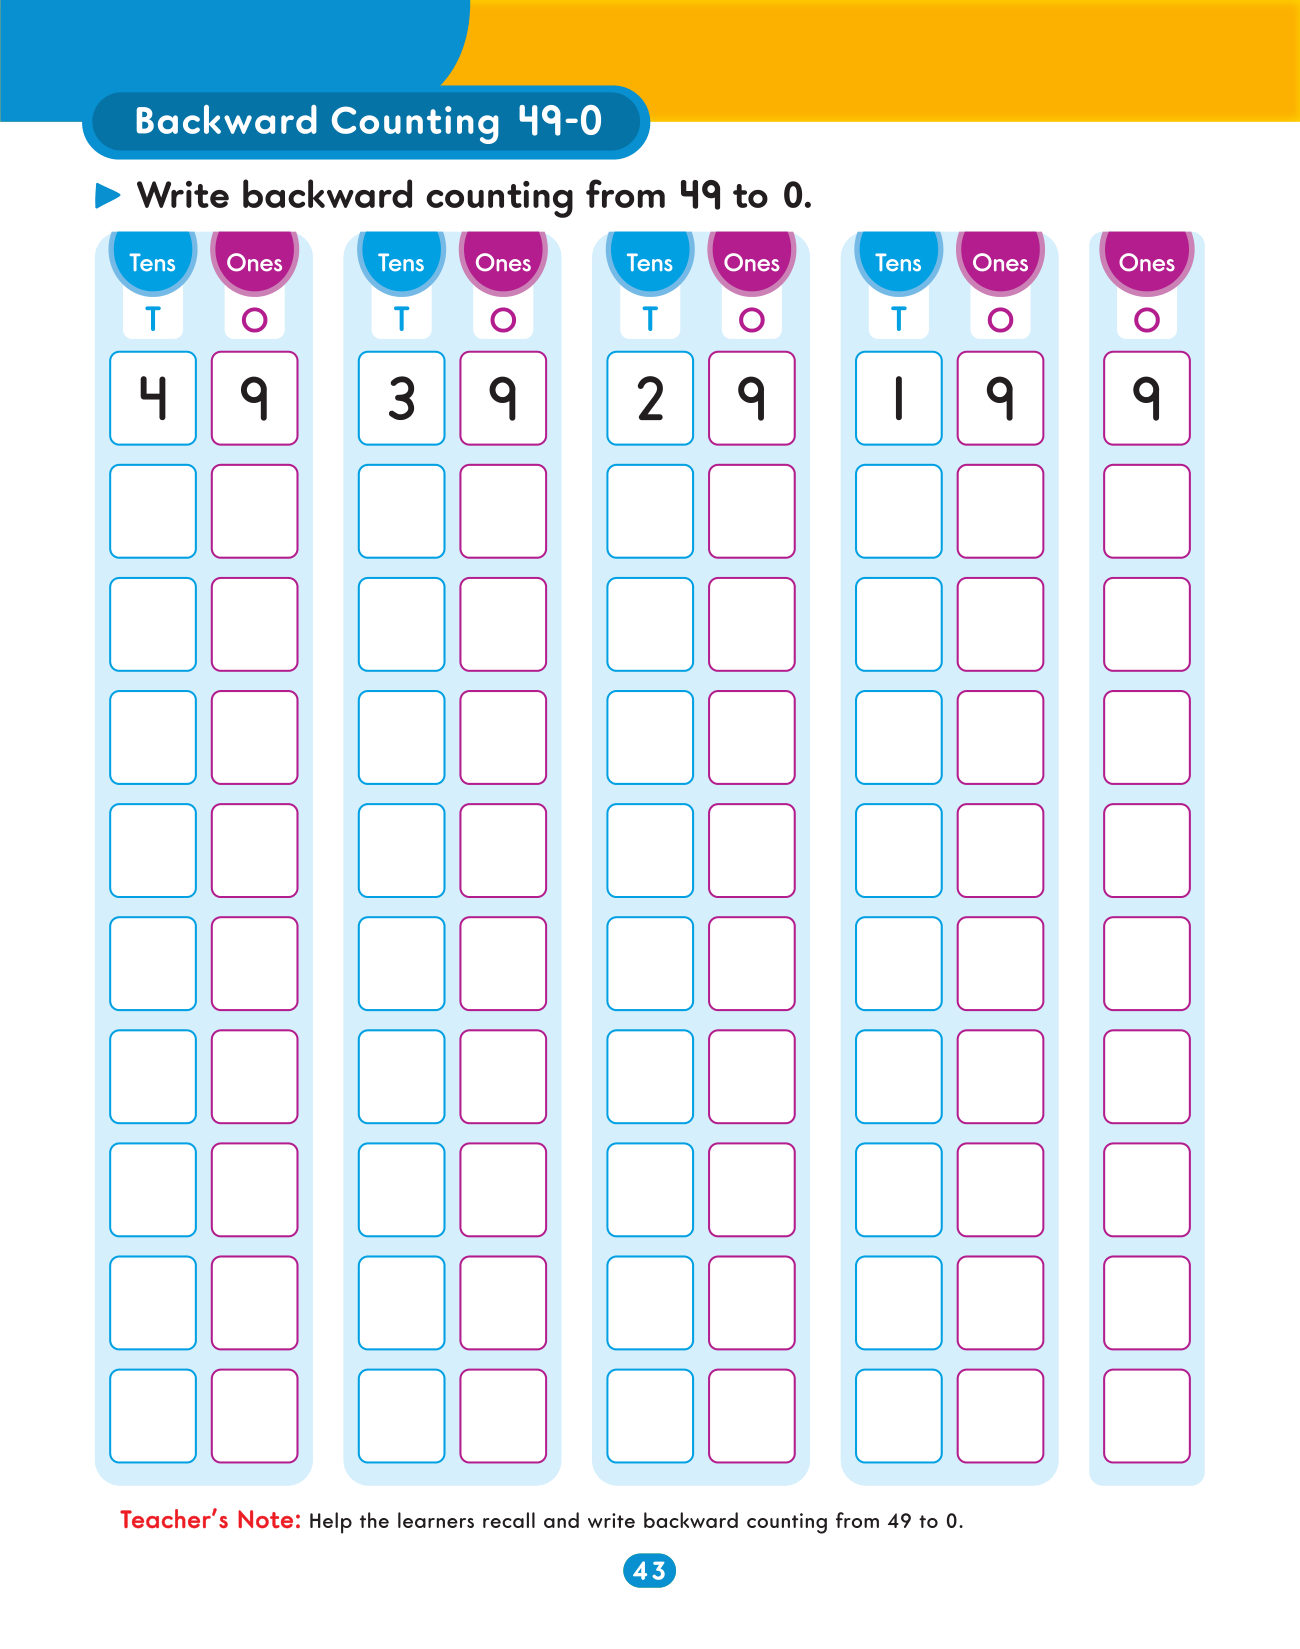 Backward Counting 49-0
Write backward counting from 49 to 0.
Tens Ones Tens Ones Tens Ones Tens Ones Ones
T O T O T O T O O
4 9 3 9 2 9 1 9 9
Teacher's Note: Help the learners recall and write backward counting from 49 to 0.
43